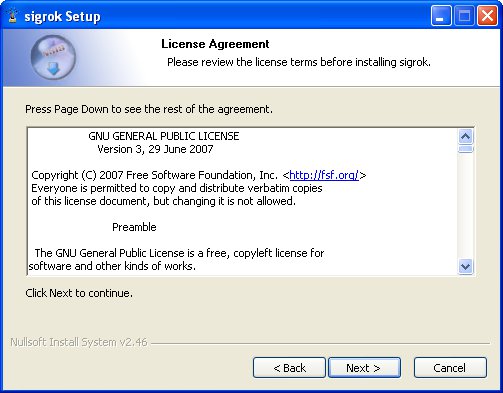 sigrok Setup
License Agreement
Please review the license terms before installing sigrok.
Press Page Down to see the rest of the agreement.
GNU GENERAL PUBLIC LICENSE
Version 3, 29 June 2007
Copyright (C) 2007 Free Software Foundation, Inc. <http://fsf.org/>
Everyone is permitted to copy and distribute verbatim copies
of this license document, but changing it is not allowed.
Preamble
The GNU General Public License is a free, copyleft license for
software and other kinds of works.
Click Next to continue.
Nullsoft Install System v2.46
< Back
Next >
Cancel